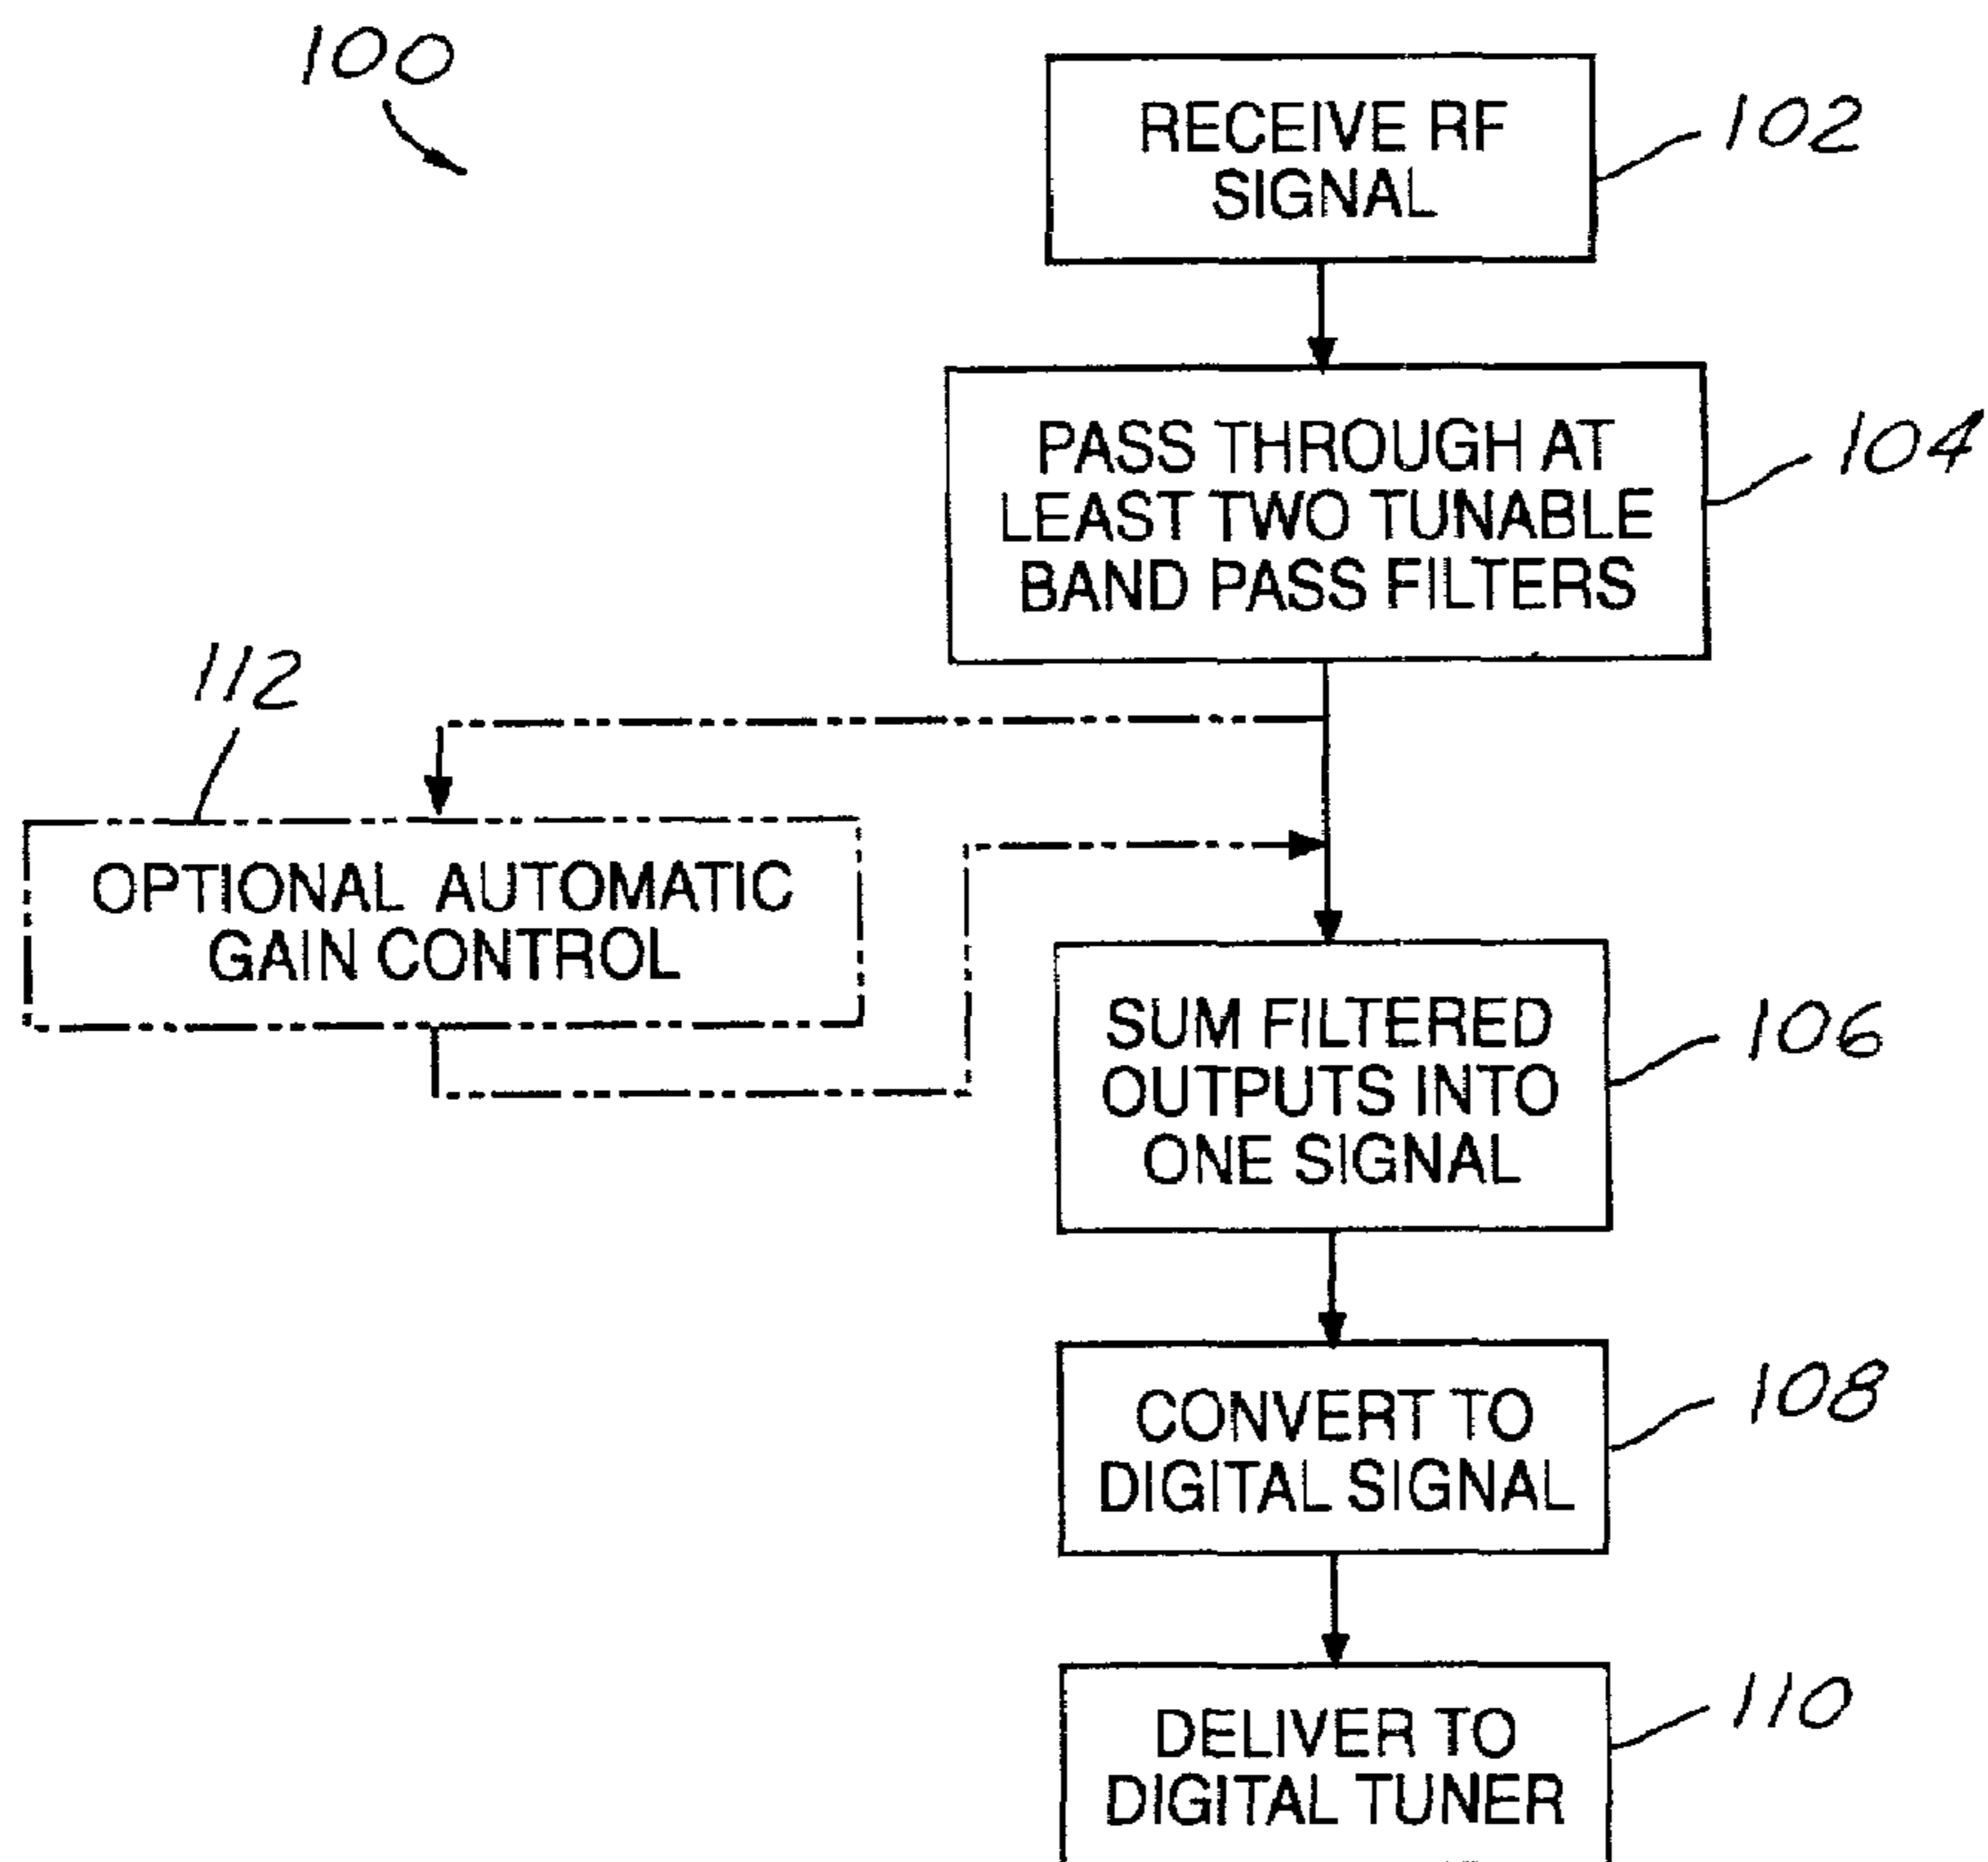 100
RECEIVE RF
SIGNAL
102
PASS THROUGH AT
LEAST TWO TUNABLE
BAND PASS FILTERS
104
112
OPTIONAL AUTOMATIC
GAIN CONTROL
SUM FILTERED
OUTPUTS INTO
ONE SIGNAL
106
CONVERT TO
DIGITAL SIGNAL
108
DELIVER TO
DIGITAL TUNER
110